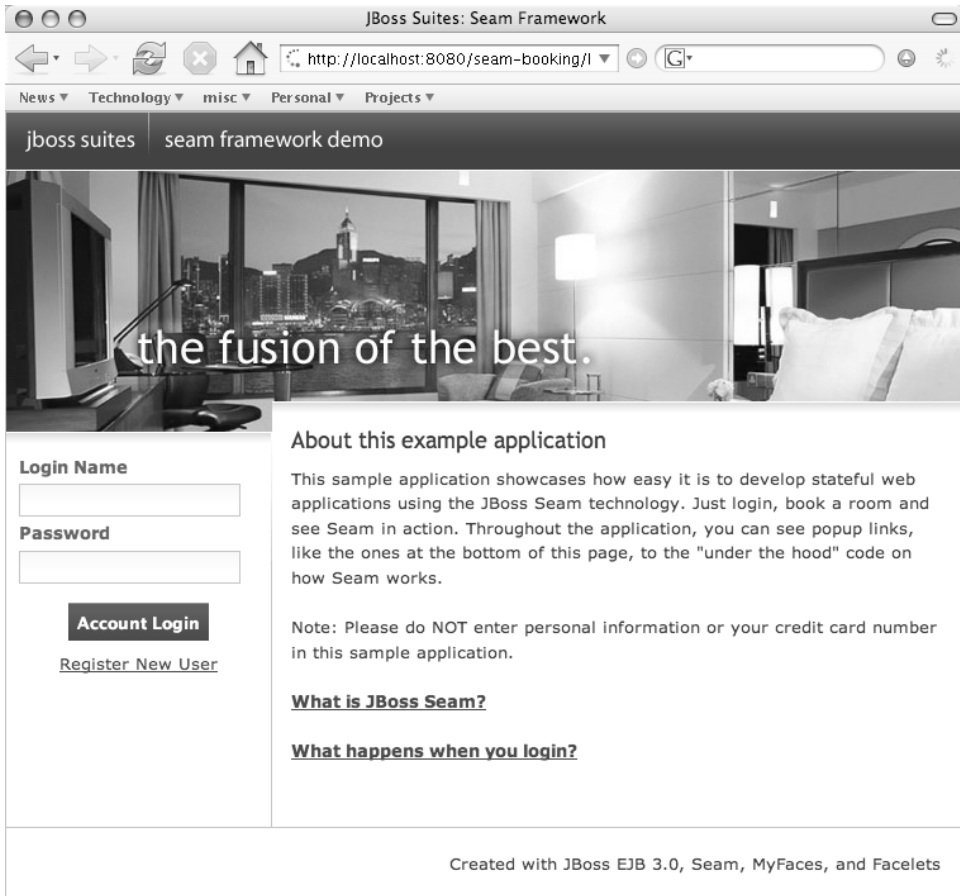 JBoss Suites: Seam Framework
http://localhost:8080/seam-booking/l
G
News Technology misc Personal Projects
jboss suites seam framework demo
the fusion of the best.
Login Name
Password
Account Login
Register New User
About this example application
This sample application showcases how easy it is to develop stateful web
applications using the JBoss Seam technology. Just login, book a room and
see Seam in action. Throughout the application, you can see popup links,
like the ones at the bottom of this page, to the "under the hood" code on
how Seam works.
Note: Please do NOT enter personal information or your credit card number
in this sample application.
What is JBoss Seam?
What happens when you login?
Created with JBoss EJB 3.0, Seam, MyFaces, and Facelets